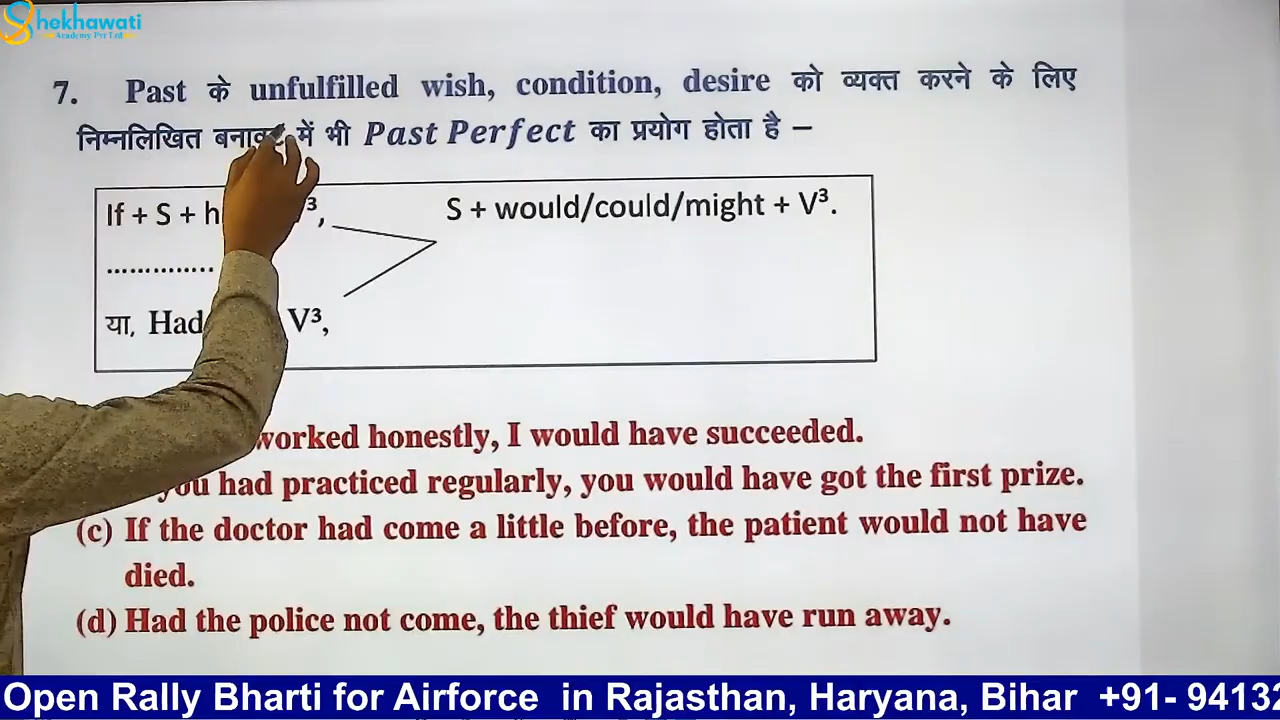 Shekhawati
Academy Pvt Ltd
7. Past के unfulfilled wish, condition, desire को व्यक्त करने के लिए
निम्नलिखित में भी Past Perfect का प्रयोग होता है –
If + S + ³, S + would/could/might + V³.
..............
या, Had V³,
worked honestly, I would have succeeded.
you had practiced regularly, you would have got the first prize.
(c) If the doctor had come a little before, the patient would not have
died.
(d) Had the police not come, the thief would have run away.
Open Rally Bharti for Airforce in Rajasthan, Haryana, Bihar +91- 94132